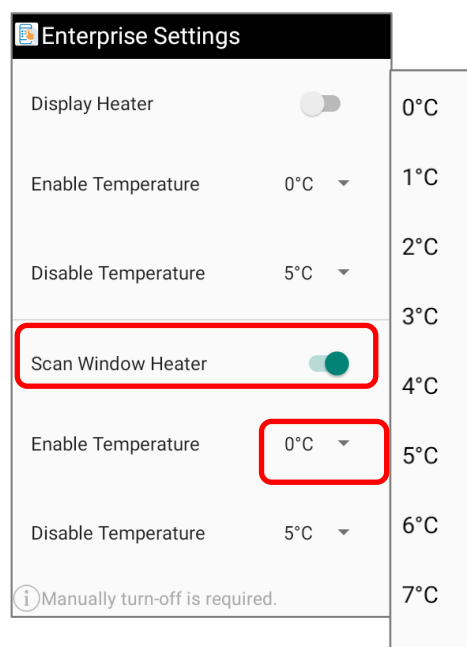 Enterprise Settings
Display Heater
Enable Temperature 0°C
Disable Temperature 5°C
Scan Window Heater
Enable Temperature 0°C
Disable Temperature 5°C
Manually turn-off is required.
0°C
1°C
2°C
3°C
4°C
5°C
6°C
7°C